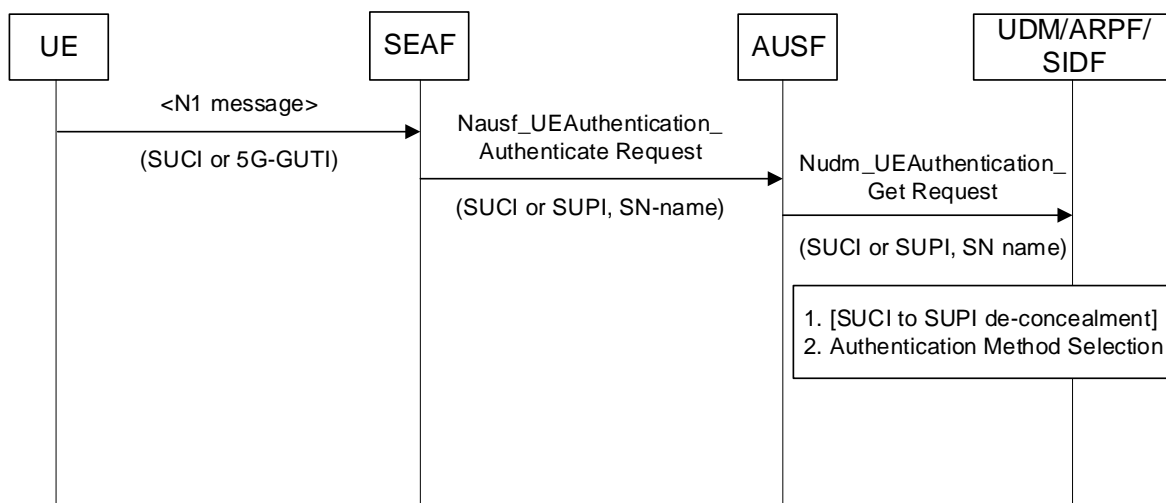 UE
SEAF
AUSF
UDM/ARPF/
SIDF
<N1 message>
(SUCI or 5G-GUTI)
Nausf_UEAuthentication_
Authenticate Request
(SUCI or SUPI, SN-name)
Nudm_UEAuthentication_
Get Request
(SUCI or SUPI, SN name)
1. [SUCI to SUPI de-concealment]
2. Authentication Method Selection